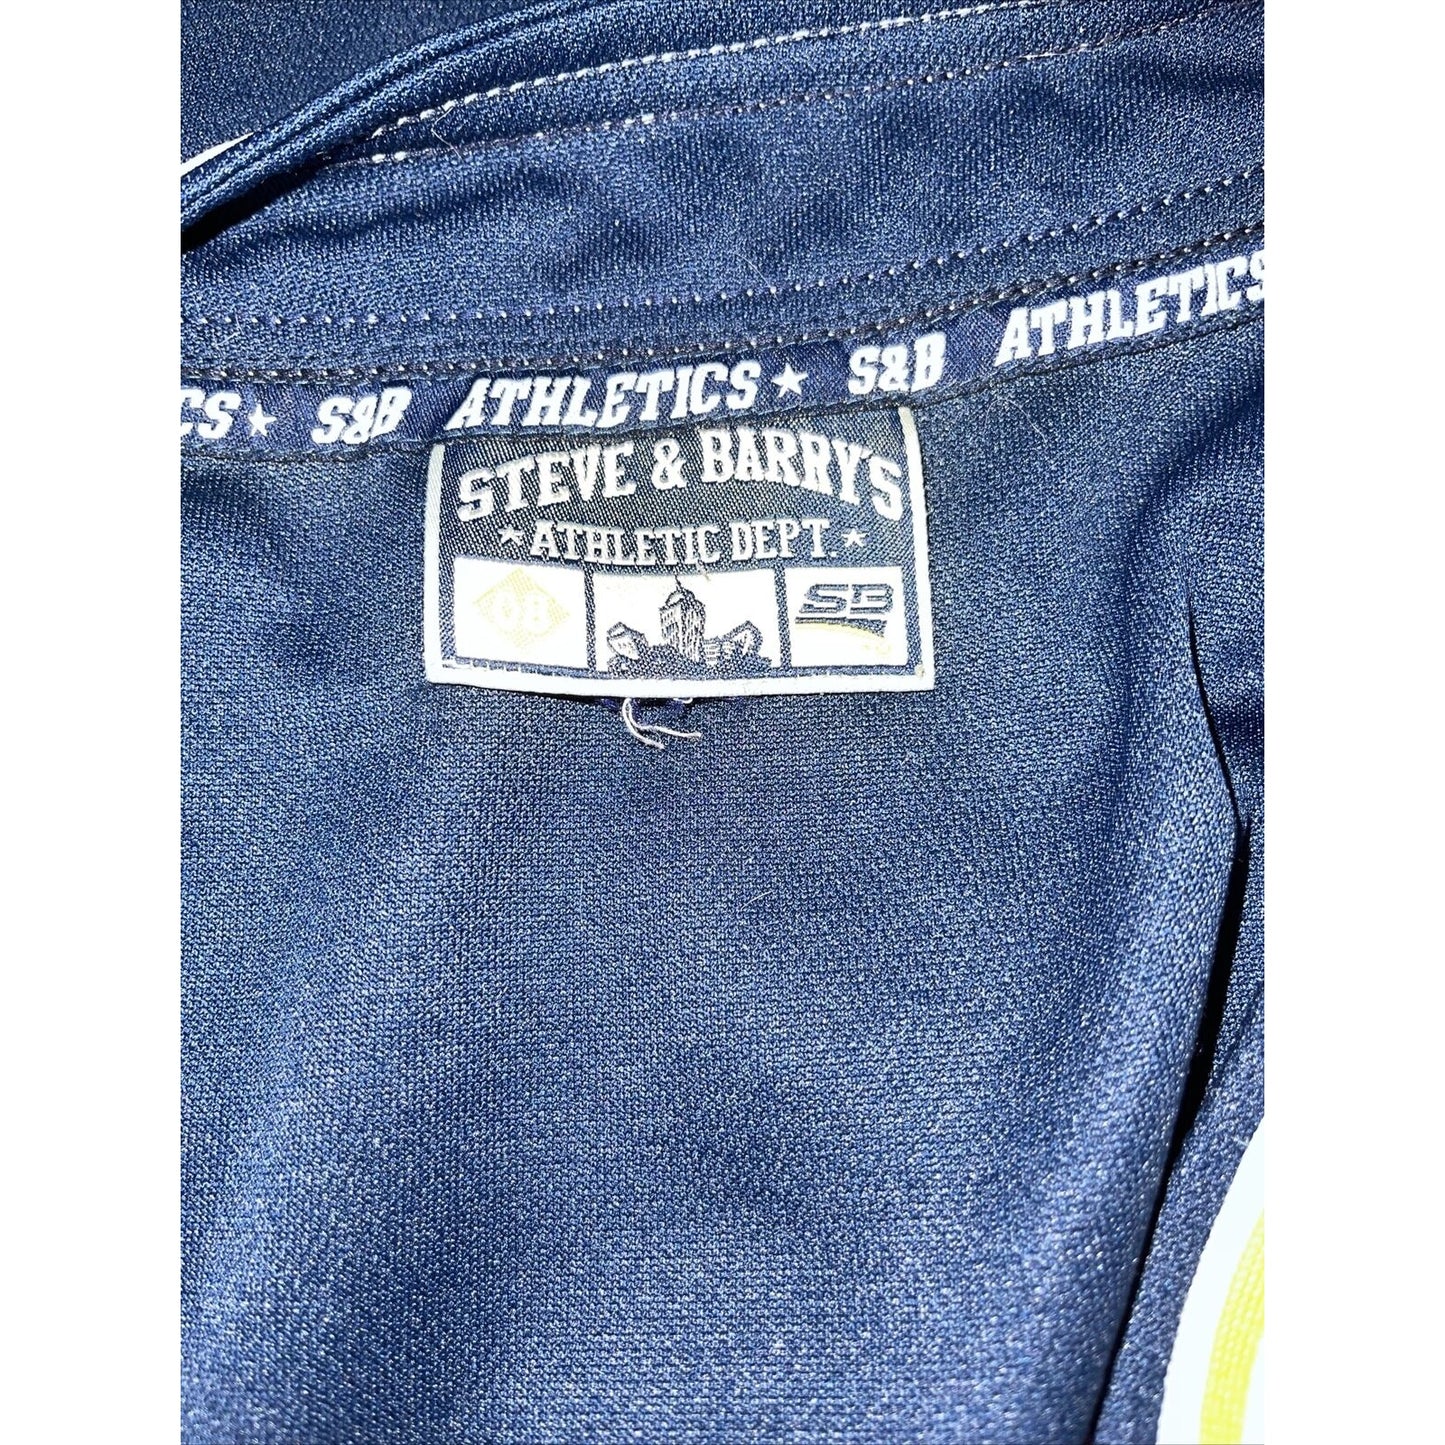 CS ★ S&B ATHLETICS ★ S&B ATHLETICS
STEVE & BARRY'S
★ ATHLETIC DEPT. ★
SB